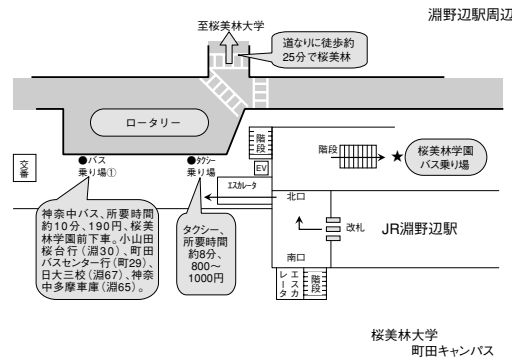 淵野辺駅周辺
至桜美林大学
道なりに徒歩約
25分で桜美林
ロータリー
交番
●バス
乗り場①
●タクシー
乗り場
階段
EV
エスカレータ
階段
★
桜美林学園
バス乗り場
北口
改札
JR淵野辺駅
南口
エスカレータ
階段
神奈中バス、所要時間
約10分、190円、桜美
林学園前下車。小山田
桜台行（淵30）、町田
バスセンター行（町29）、
日大三校（淵67）、神奈
中多摩車庫（淵65）。
タクシー、
所要時間
約8分、
800〜
1000円
桜美林大学
町田キャンパス